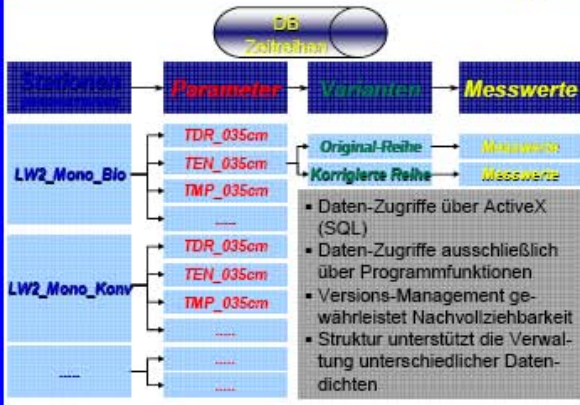 DB
Zeitreihen
Stationen
Parameter
Varianten
Messwerte
LW2_Mono_Bio
TDR_035cm
TEN_035cm
TMP_035cm
.....
Original-Reihe
Messwerte
Korrigierte Reihe
Messwerte
LW2_Mono_Konv
TDR_035cm
TEN_035cm
TMP_035cm
.....
.....
.....
.....
▪ Daten-Zugriffe über ActiveX
(SQL)
▪ Daten-Zugriffe ausschließlich
über Programmfunktionen
▪ Versions-Management ge-
währleistet Nachvollziehbarkeit
▪ Struktur unterstützt die Verwal-
tung unterschiedlicher Daten-
dichten